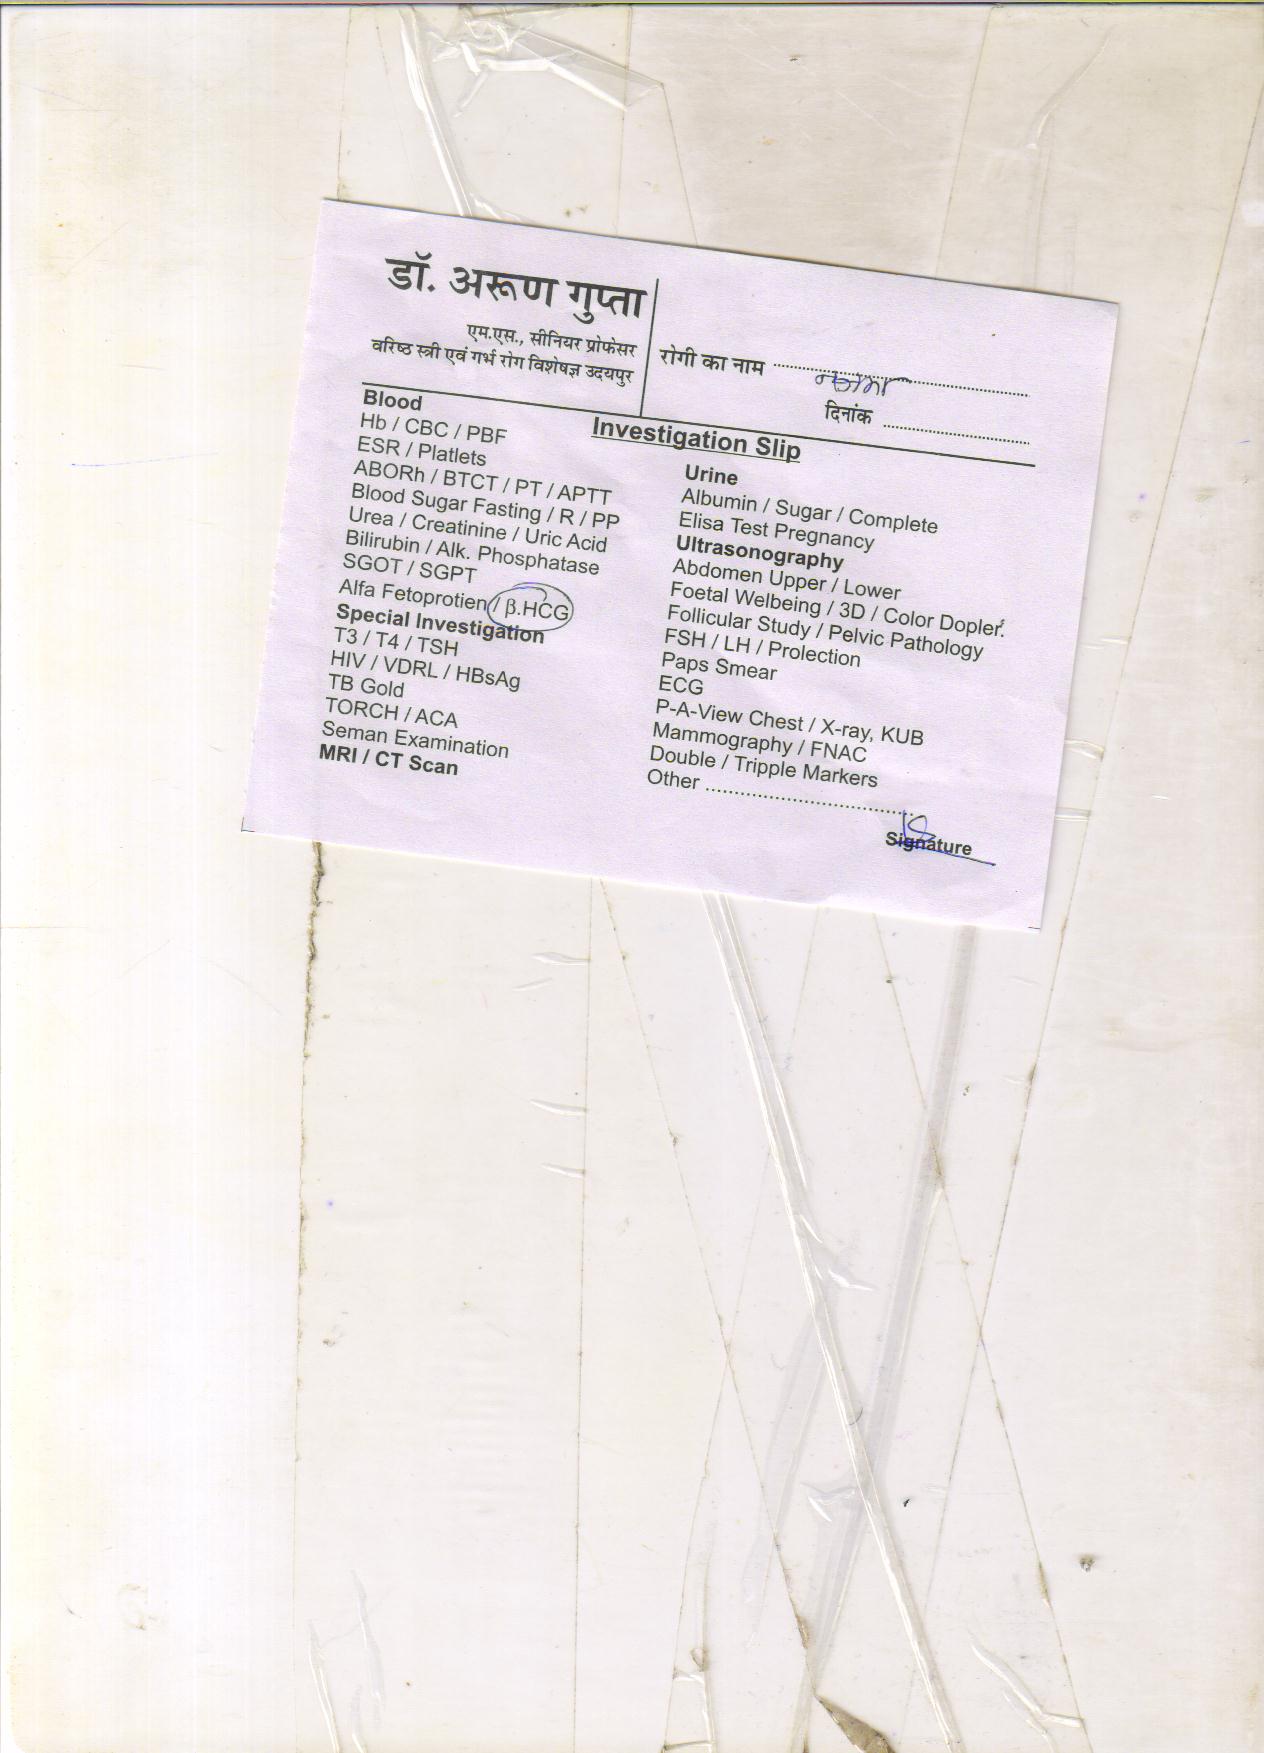 डॉ. अरूण गुप्ता
एम.एस., सीनियर प्रोफेसर
वरिष्ठ स्त्री एवं गर्भ रोग विशेषज्ञ उदयपुर
रोगी का नाम
दिनांक
Investigation Slip
Blood
Hb / CBC / PBF
ESR / Platlets
ABORh / BTCT / PT / APTT
Blood Sugar Fasting / R / PP
Urea / Creatinine / Uric Acid
Bilirubin / Alk. Phosphatase
SGOT / SGPT
Alfa Fetoprotien / β.HCG
Special Investigation
T3 / T4 / TSH
HIV / VDRL / HBsAg
TB Gold
TORCH / ACA
Seman Examination
MRI / CT Scan
Urine
Albumin / Sugar / Complete
Elisa Test Pregnancy
Ultrasonography
Abdomen Upper / Lower
Foetal Welbeing / 3D / Color Dopler.
Follicular Study / Pelvic Pathology
FSH / LH / Prolection
Paps Smear
ECG
P-A-View Chest / X-ray, KUB
Mammography / FNAC
Double / Tripple Markers
Other
Signature